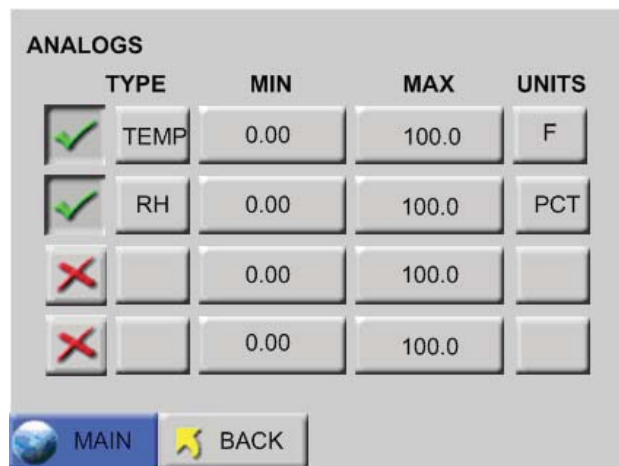 ANALOGS
TYPE MIN MAX UNITS
TEMP 0.00 100.0 F
RH 0.00 100.0 PCT
0.00 100.0
0.00 100.0
MAIN BACK